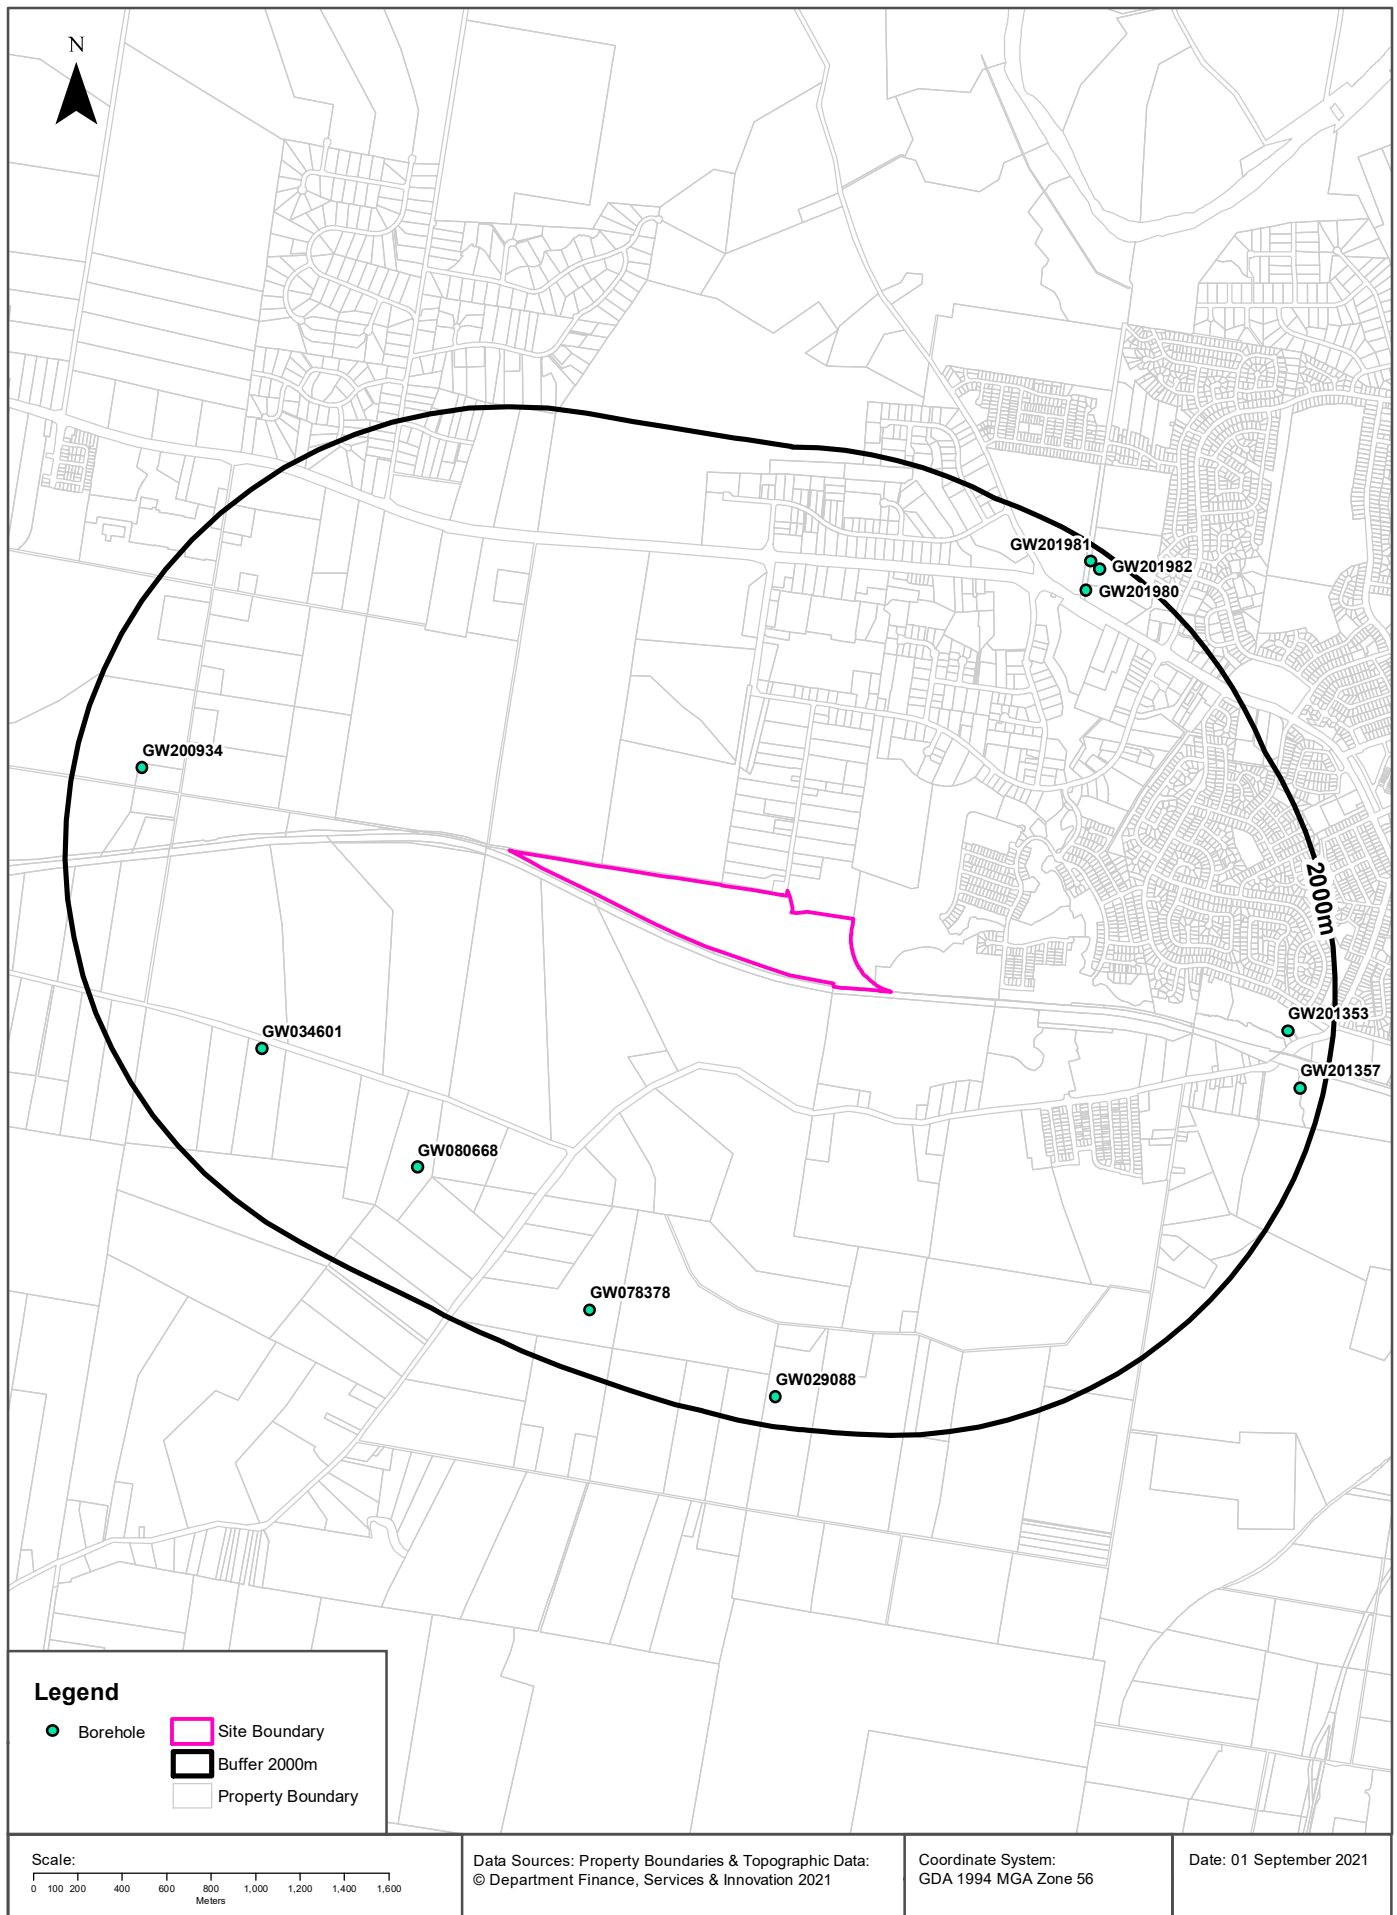 N
GW201981
GW201982
GW201980
GW200934
2000m
GW201353
GW034601
GW201357
GW080668
GW078378
GW029088
Legend
Borehole
Site Boundary
Buffer 2000m
Property Boundary
Scale:
0 100 200 400 600 800 1,000 1,200 1,400 1,600
Meters
Data Sources: Property Boundaries & Topographic Data:
© Department Finance, Services & Innovation 2021
Coordinate System:
GDA 1994 MGA Zone 56
Date: 01 September 2021